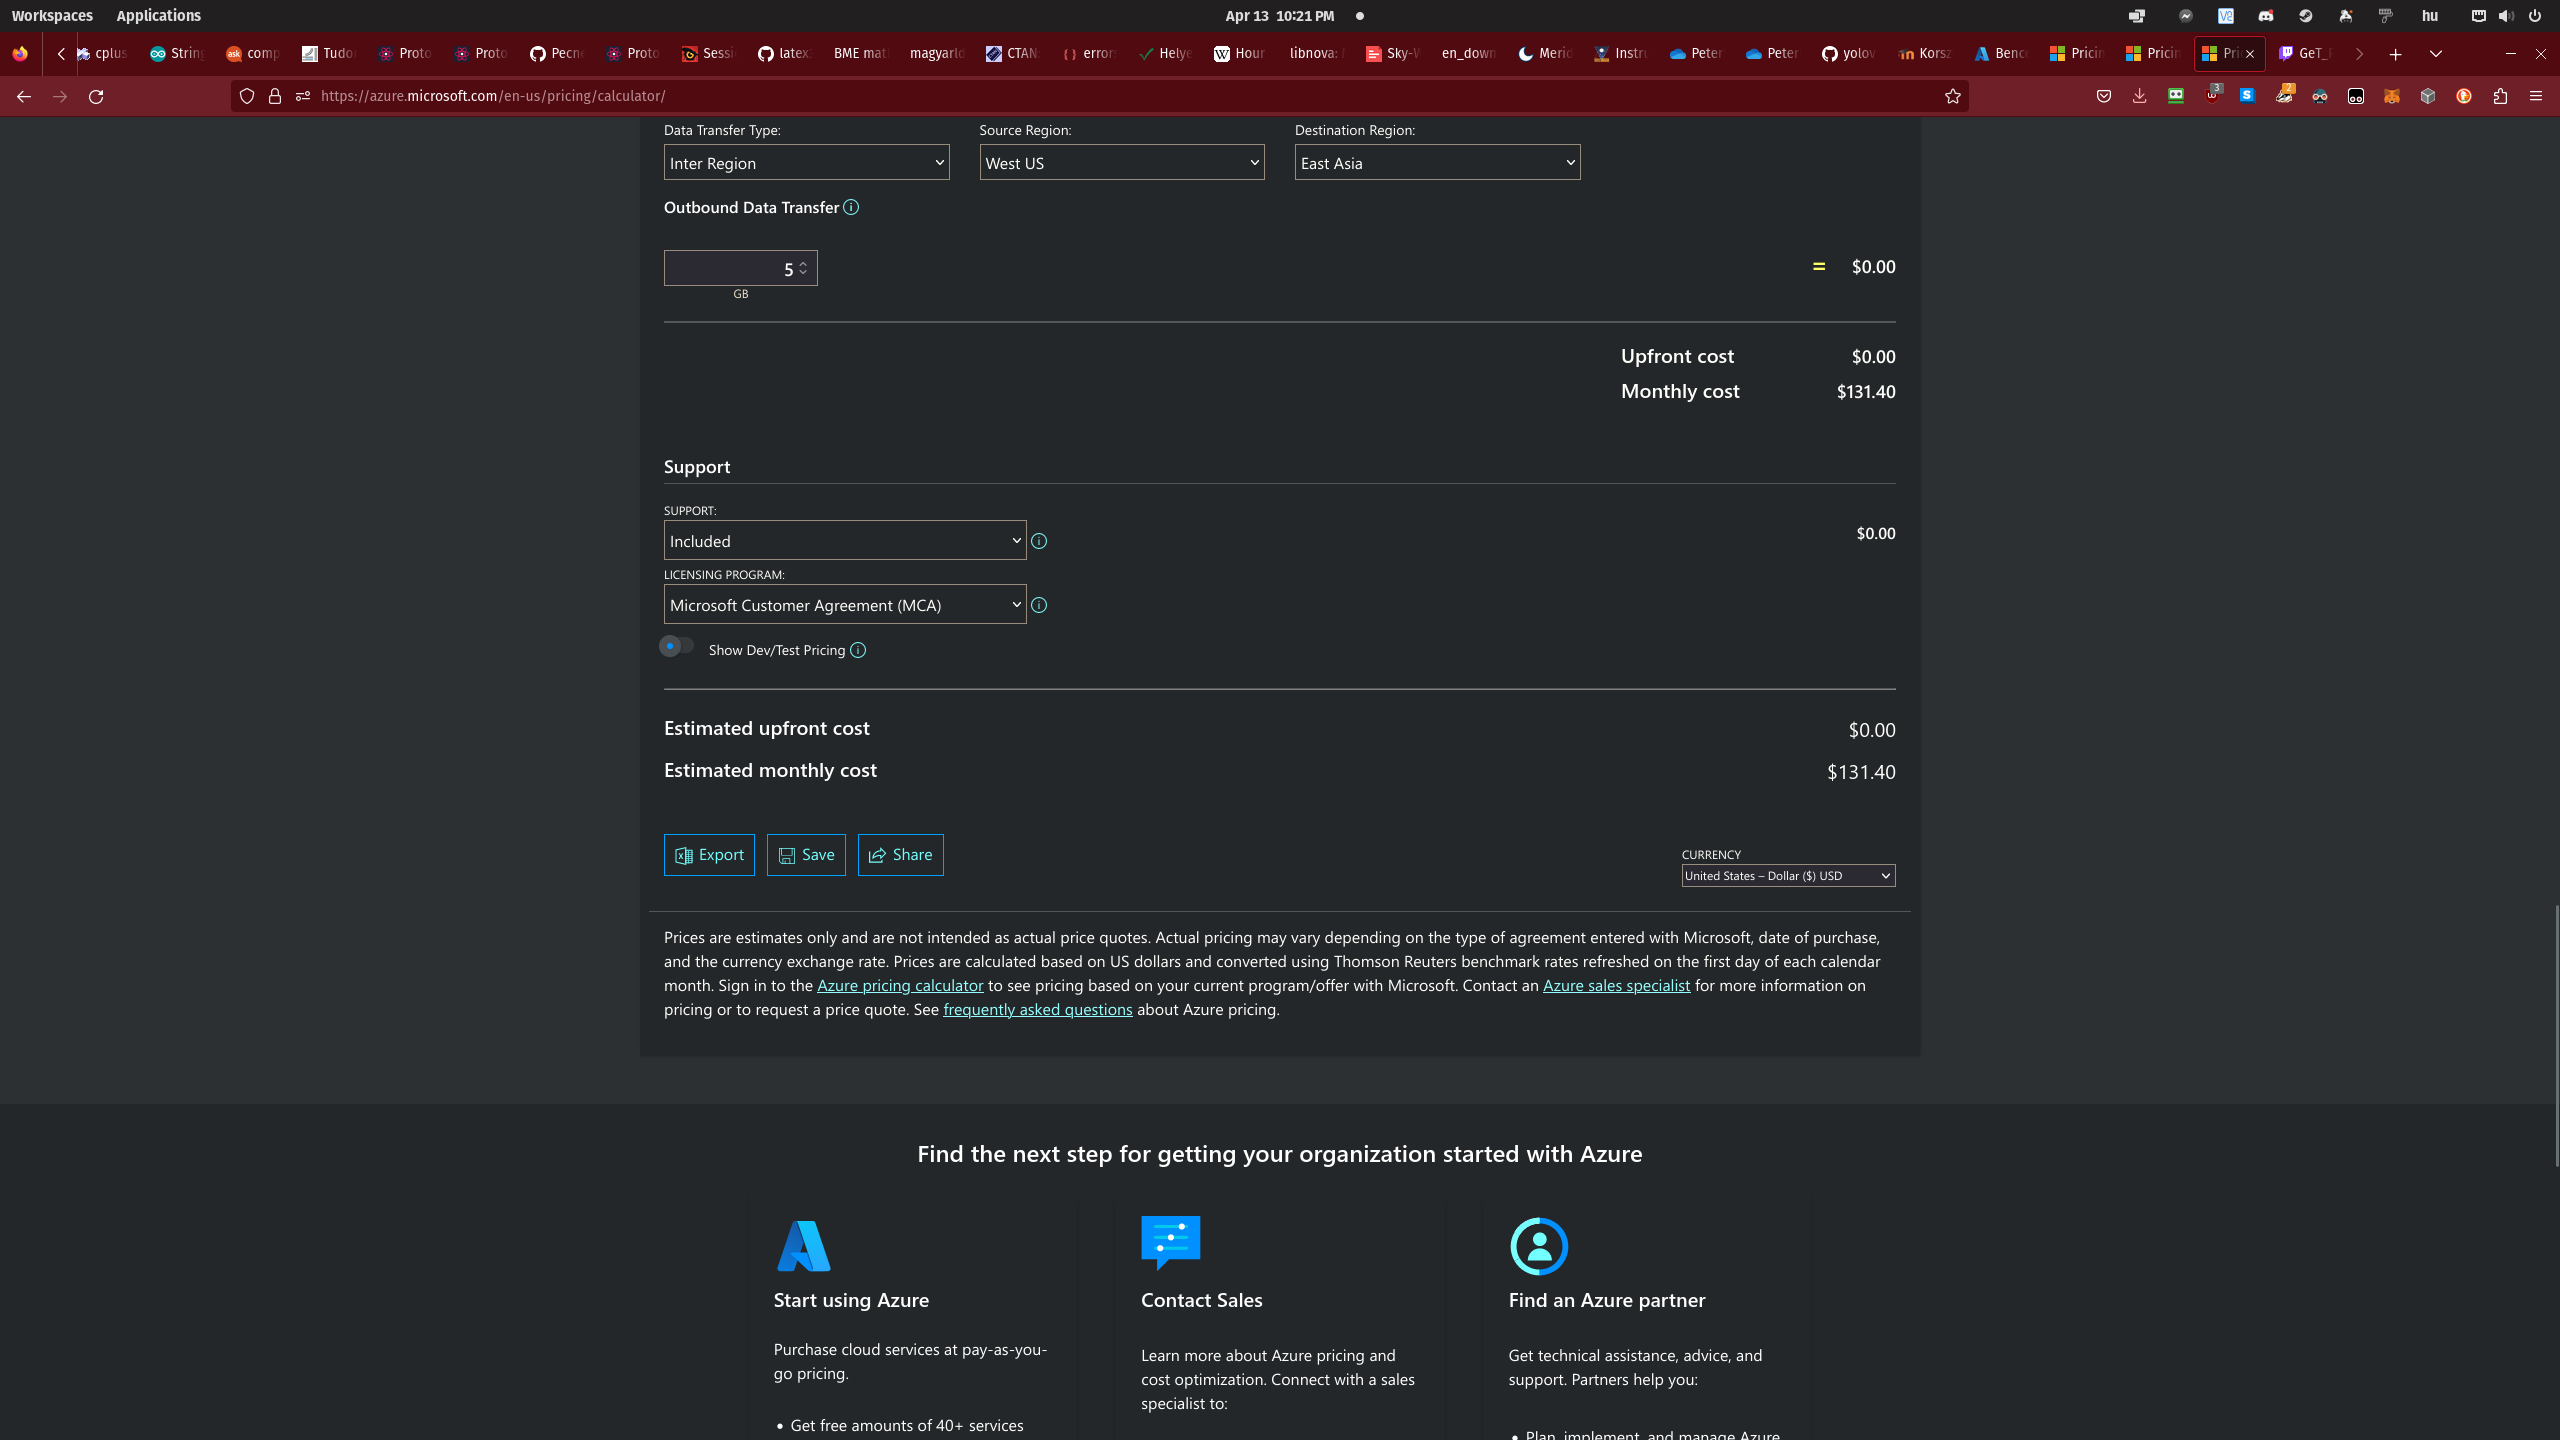 Workspaces Applications Apr 13 10:21 PM hu
cplus String comp Tudo Proto Proto Pecne Proto Sessi latex BME mat magyarld CTAN: error Helye Hour libnova: Sky-V en_down Merid Instru Peter Peter yolov Korsz Bence Pricin Pricin Pric GeT_
https://azure.microsoft.com/en-us/pricing/calculator/ 3 2
Data Transfer Type: Source Region: Destination Region:
Inter Region West US East Asia
Outbound Data Transfer
5 = $0.00
GB
Upfront cost $0.00
Monthly cost $131.40
Support
SUPPORT:
Included $0.00
LICENSING PROGRAM:
Microsoft Customer Agreement (MCA)
Show Dev/Test Pricing
Estimated upfront cost $0.00
Estimated monthly cost $131.40
Export Save Share
CURRENCY
United States – Dollar ($) USD
Prices are estimates only and are not intended as actual price quotes. Actual pricing may vary depending on the type of agreement entered with Microsoft, date of purchase,
and the currency exchange rate. Prices are calculated based on US dollars and converted using Thomson Reuters benchmark rates refreshed on the first day of each calendar
month. Sign in to the Azure pricing calculator to see pricing based on your current program/offer with Microsoft. Contact an Azure sales specialist for more information on
pricing or to request a price quote. See frequently asked questions about Azure pricing.
Find the next step for getting your organization started with Azure
Start using Azure
Purchase cloud services at pay-as-you-
go pricing.
• Get free amounts of 40+ services
Contact Sales
Learn more about Azure pricing and
cost optimization. Connect with a sales
specialist to:
Find an Azure partner
Get technical assistance, advice, and
support. Partners help you:
• Plan, implement, and manage Azure